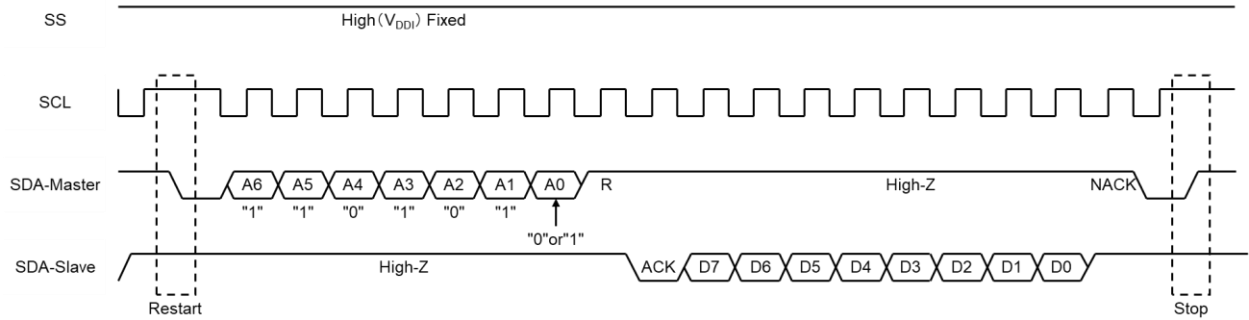 SS High(VDDI) Fixed
SCL
SDA-Master A6 A5 A4 A3 A2 A1 A0 R High-Z NACK
"1" "1" "0" "1" "0" "1"
"0"or"1"
SDA-Slave High-Z ACK D7 D6 D5 D4 D3 D2 D1 D0
Restart Stop